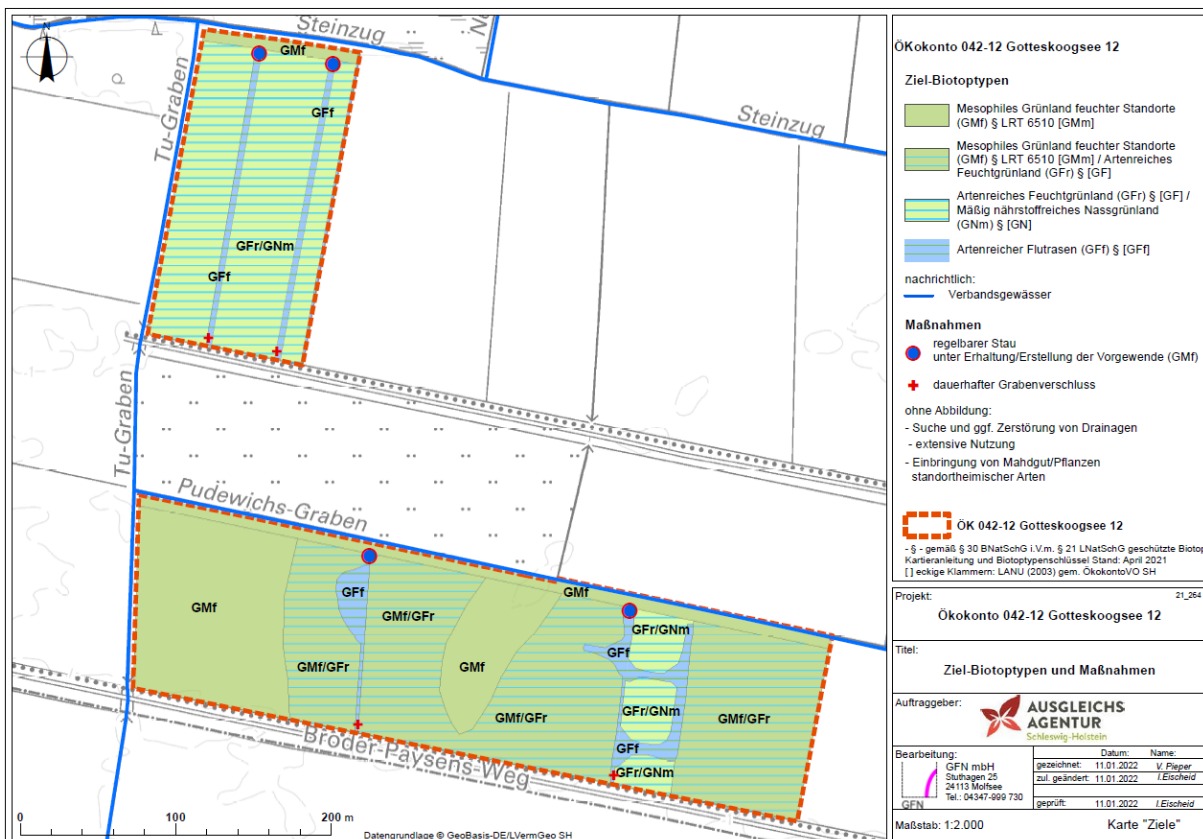 N
Steinzug
GMf
Tu-Graben
GFf
Steinzug
GFr/GNm
GFf
Tu-Graben
Pudewichs-Graben
GMf
GFf
GMf/GFr
GMf
GFr/GNm
GMf
GFf
GMf/GFr
GMf/GFr
GFr/GNm
GMf/GFr
GFf
GFr/GNm
Broder-Paysens-Weg
0 100 200 m
Datengrundlage © GeoBasis-DE/LVermGeo SH
ÖKokonto 042-12 Gotteskoogsee 12
Ziel-Biotoptypen
Mesophiles Grünland feuchter Standorte
(GMf) § LRT 6510 [GMm]
Mesophiles Grünland feuchter Standorte
(GMf) § LRT 6510 [GMm] / Artenreiches
Feuchtgrünland (GFr) § [GF]
Artenreiches Feuchtgrünland (GFr) § [GF] /
Mäßig nährstoffreiches Nassgrünland
(GNm) § [GN]
Artenreicher Flutrasen (GFf) § [GFf]
nachrichtlich:
Verbandsgewässer
Maßnahmen
regelbarer Stau
unter Erhaltung/Erstellung der Vorgewende (GMf)
dauerhafter Grabenverschluss
ohne Abbildung:
- Suche und ggf. Zerstörung von Drainagen
- extensive Nutzung
- Einbringung von Mahdgut/Pflanzen
standortheimischer Arten
ÖK 042-12 Gotteskoogsee 12
- § - gemäß § 30 BNatSchG i.V.m. § 21 LNatSchG geschützte Biotop
Kartieranleitung und Biotoptypenschlüssel Stand: April 2021
[ ] eckige Klammern: LANU (2003) gem. ÖkokontoVO SH
Projekt: 21_264
Ökokonto 042-12 Gotteskoogsee 12
Titel:
Ziel-Biotoptypen und Maßnahmen
Auftraggeber:
AUSGLEICHS
AGENTUR
Schleswig-Holstein
Bearbeitung:
GFN mbH
Stuthagen 25
24113 Molfsee
Tel.: 04347-999 730
GFN
Datum: Name:
gezeichnet: 11.01.2022 V. Pieper
zul. geändert: 11.01.2022 I.Eischeid
geprüft: 11.01.2022 I.Eischeid
Maßstab: 1:2.000 Karte "Ziele"